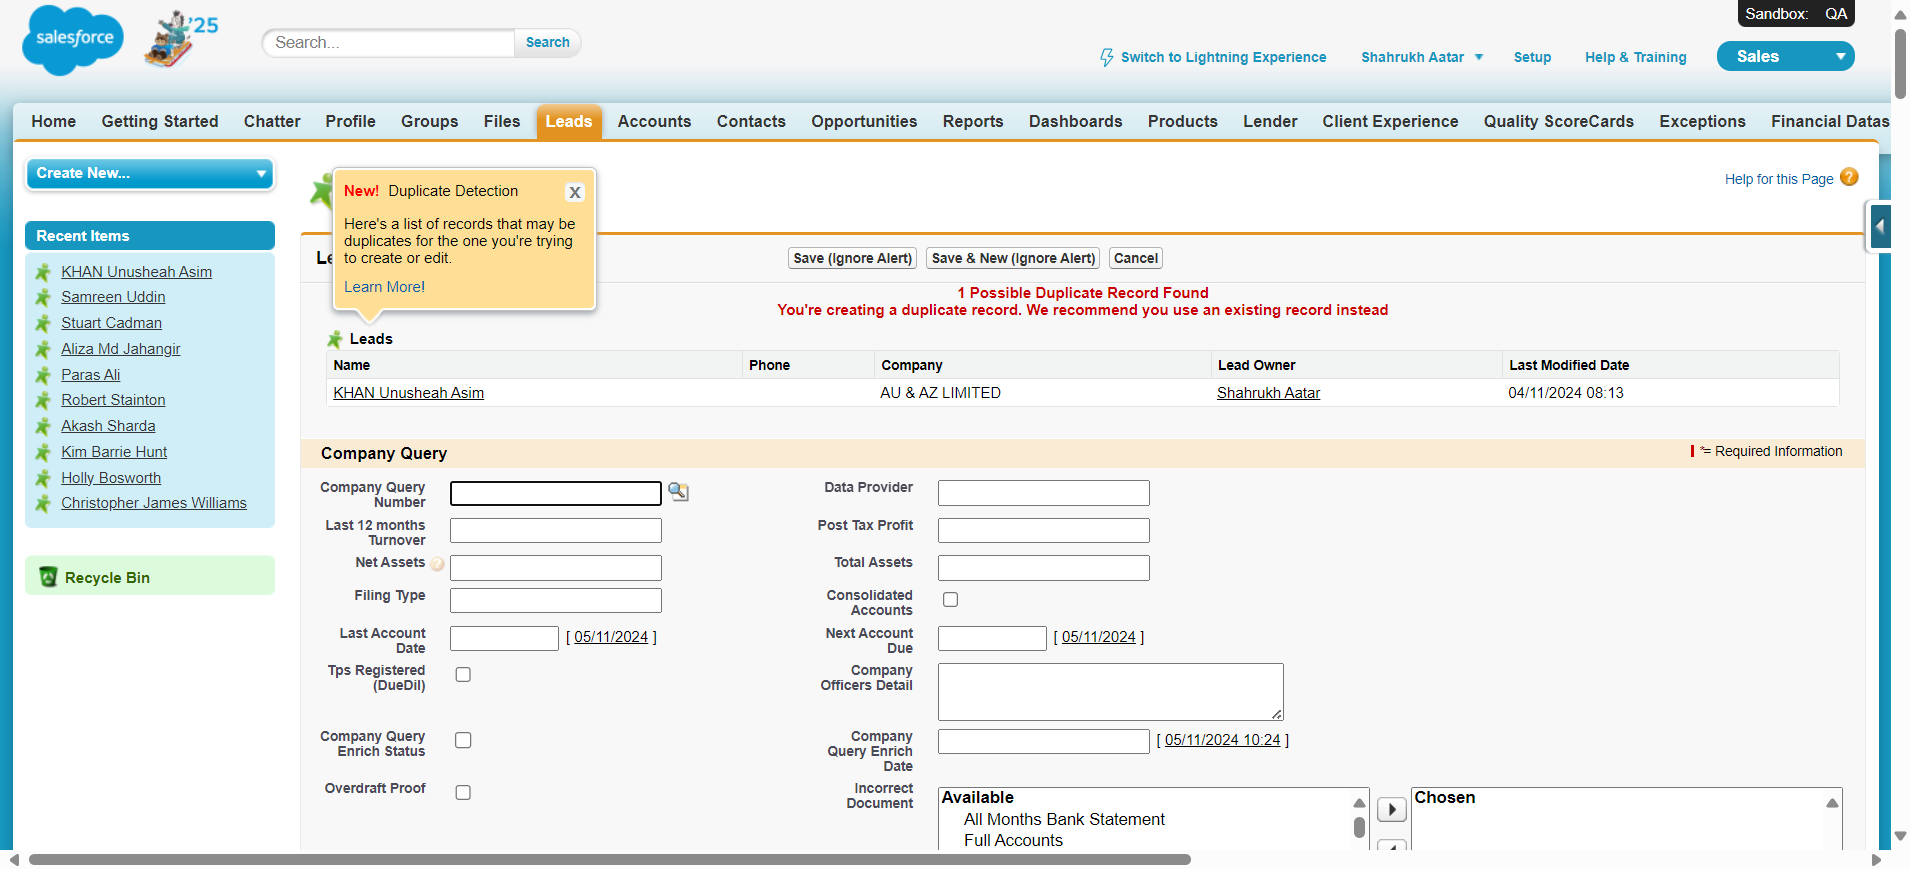 Sandbox: QA
salesforce
'25
Search...
Search
Switch to Lightning Experience
Shahrukh Aatar
Setup
Help & Training
Sales
Home
Getting Started
Chatter
Profile
Groups
Files
Leads
Accounts
Contacts
Opportunities
Reports
Dashboards
Products
Lender
Client Experience
Quality ScoreCards
Exceptions
Financial Datas
Create New...
Recent Items
KHAN Unusheah Asim
Samreen Uddin
Stuart Cadman
Aliza Md Jahangir
Paras Ali
Robert Stainton
Akash Sharda
Kim Barrie Hunt
Holly Bosworth
Christopher James Williams
Recycle Bin
New! Duplicate Detection
X
Here's a list of records that may be
duplicates for the one you're trying
to create or edit.
Learn More!
Help for this Page
?
Save (Ignore Alert)
Save & New (Ignore Alert)
Cancel
1 Possible Duplicate Record Found
You're creating a duplicate record. We recommend you use an existing record instead
Leads
Name Phone Company Lead Owner Last Modified Date
KHAN Unusheah Asim AU & AZ LIMITED Shahrukh Aatar 04/11/2024 08:13
Company Query
*= Required Information
Company Query
Number
Data Provider
Last 12 months
Turnover
Post Tax Profit
Net Assets
?
Total Assets
Filing Type
Consolidated
Accounts
Last Account
Date
[ 05/11/2024 ]
Next Account
Due
[ 05/11/2024 ]
Tps Registered
(DueDil)
Company
Officers Detail
Company Query
Enrich Status
Company
Query Enrich
Date
[ 05/11/2024 10:24 ]
Overdraft Proof
Incorrect
Document
Available
All Months Bank Statement
Full Accounts
Chosen